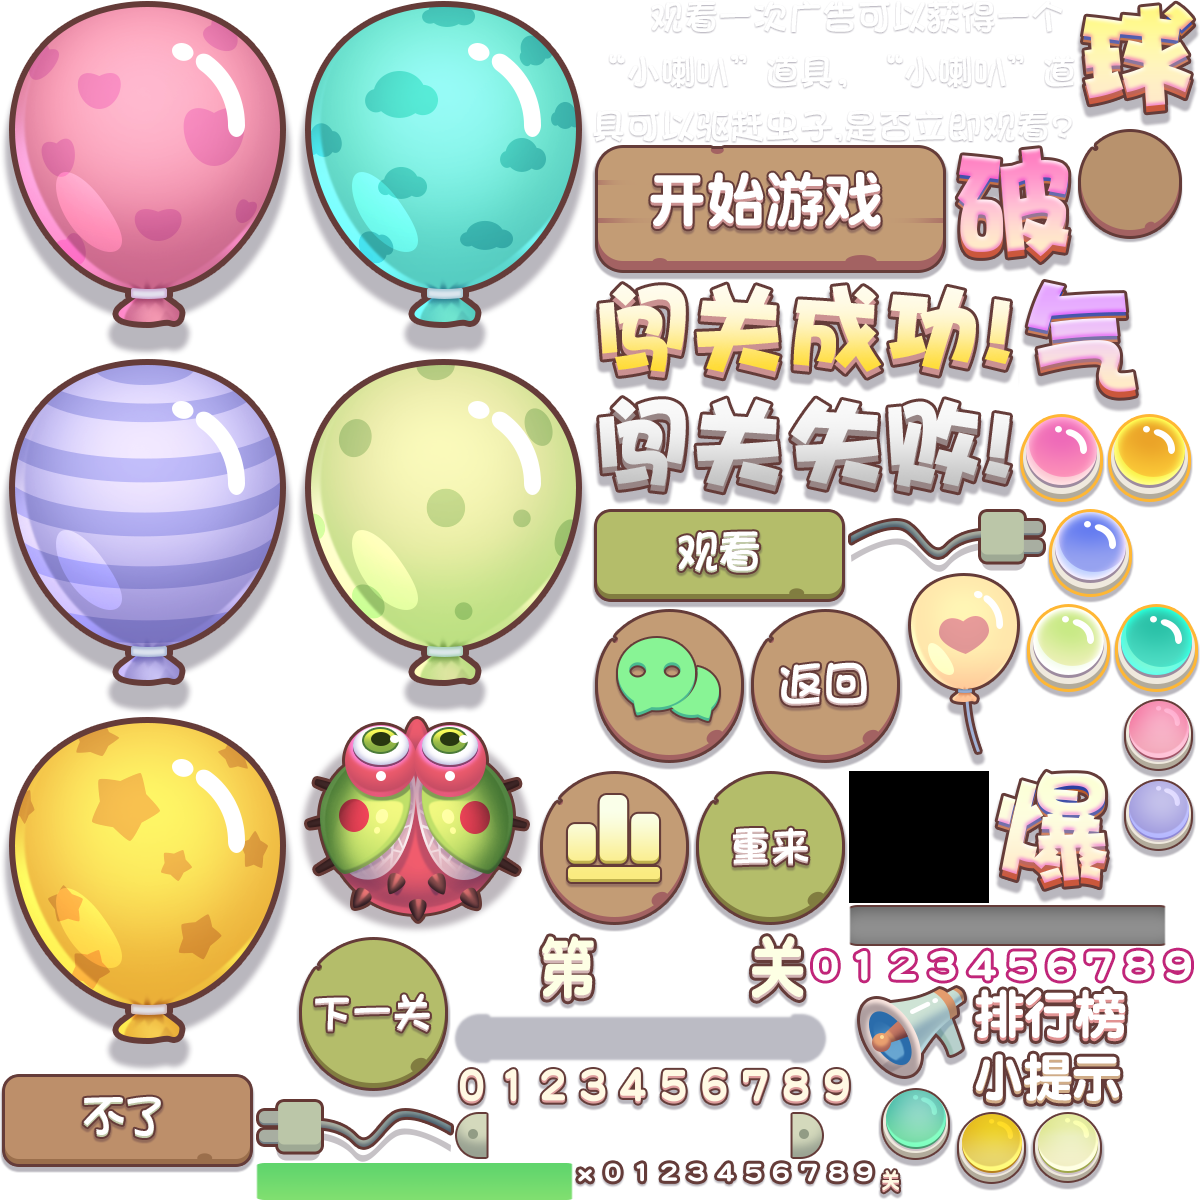 观看一次广告可以获得一个
“小喇叭”道具，“小喇叭”道
具可以驱赶虫子,是否立即观看?
球
开始游戏
破
闯关成功!
气
闯关失败!
观看
返回
重来
爆
第 关
0123456789
下一关
排行榜
小提示
0123456789
不了
×0123456789关